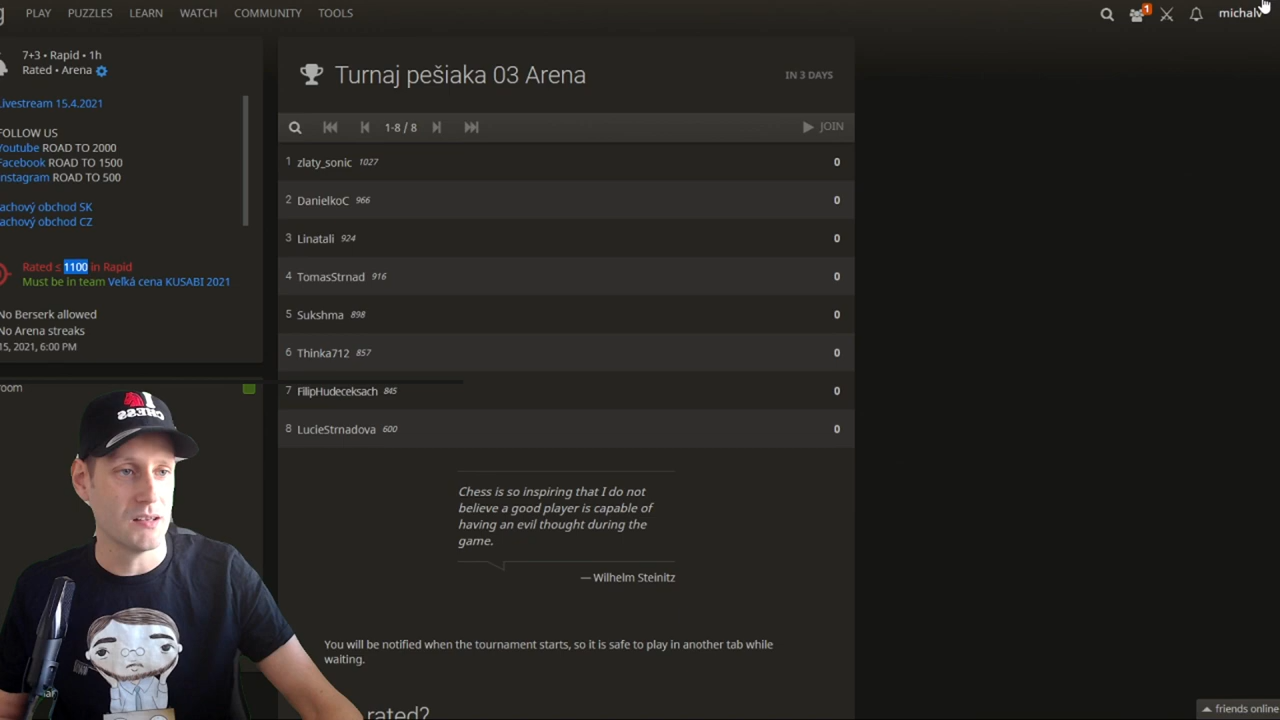 PLAY PUZZLES LEARN WATCH COMMUNITY TOOLS
1
7+3 • Rapid • 1h
Rated • Arena
Livestream 15.4.2021
FOLLOW US
Youtube ROAD TO 2000
Facebook ROAD TO 1500
Instagram ROAD TO 500
achový obchod SK
achový obchod CZ
Rated ≤ 1100 in Rapid
Must be in team Veľká cena KUSABI 2021
No Berserk allowed
No Arena streaks
15, 2021, 6:00 PM
oom
Turnaj pešiaka 03 Arena
IN 3 DAYS
1-8 / 8
JOIN
1 zlaty_sonic 1027 0
2 DanielkoC 966 0
3 Linatali 924 0
4 TomasStrnad 916 0
5 Sukshma 898 0
6 Thinka712 857 0
7 FilipHudeceksach 845 0
8 LucieStrnadova 600 0
Chess is so inspiring that I do not
believe a good player is capable of
having an evil thought during the
game.
— Wilhelm Steinitz
You will be notified when the tournament starts, so it is safe to play in another tab while
waiting.
rated?
friends online
CHESS